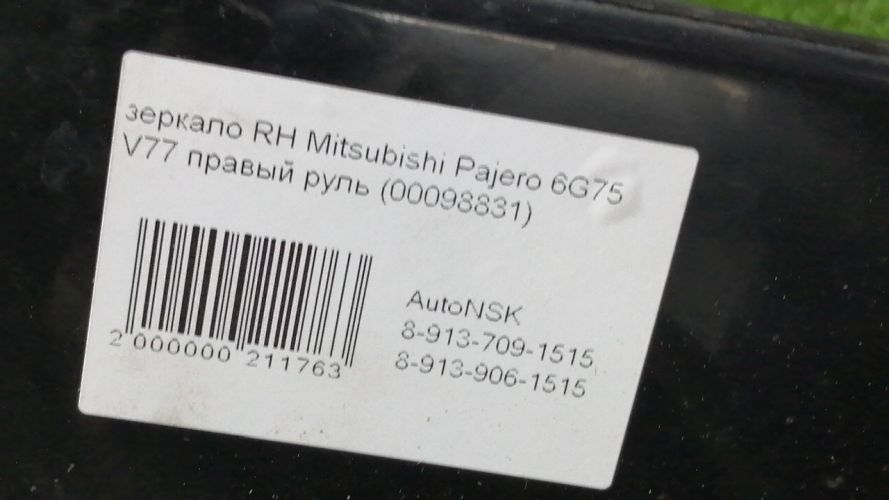 зеркало RH Mitsubishi Pajero 6G75
V77 правый руль (00098831)
AutoNSK
8-913-709-1515,
8-913-906-1515
2 000000 211763